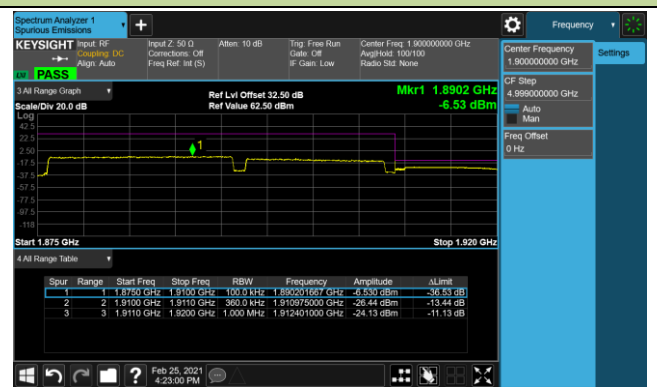 Spectrum Analyzer 1
Spurious Emissions
Frequency
KEYSIGHT
Input: RF
Coupling: DC
Align: Auto
Input Z: 50 Ω
Corrections: Off
Freq Ref: Int (S)
Atten: 10 dB
Trig: Free Run
Gate: Off
IF Gain: Low
Center Freq: 1.900000000 GHz
Avg|Hold: 100/100
Radio Std: None
PASS
Center Frequency
1.900000000 GHz
Settings
CF Step
4.999000000 GHz
Auto
Man
Freq Offset
0 Hz
3 All Range Graph
Scale/Div 20.0 dB
Ref Lvl Offset 32.50 dB
Ref Value 62.50 dBm
Mkr1 1.8902 GHz
-6.53 dBm
Log
42.5
22.5
2.50
-17.5
-37.5
-57.5
-77.5
-97.5
-118
1
Start 1.875 GHz
Stop 1.920 GHz
4 All Range Table
Spur Range Start Freq Stop Freq RBW Frequency Amplitude ΔLimit
1 1 1.8750 GHz 1.9100 GHz 100.0 kHz 1.890201667 GHz -6.530 dBm -36.53 dB
2 2 1.9100 GHz 1.9110 GHz 360.0 kHz 1.910975000 GHz -26.44 dBm -13.44 dB
3 3 1.9110 GHz 1.9200 GHz 1.000 MHz 1.912401000 GHz -24.13 dBm -11.13 dB
Feb 25, 2021
4:23:00 PM